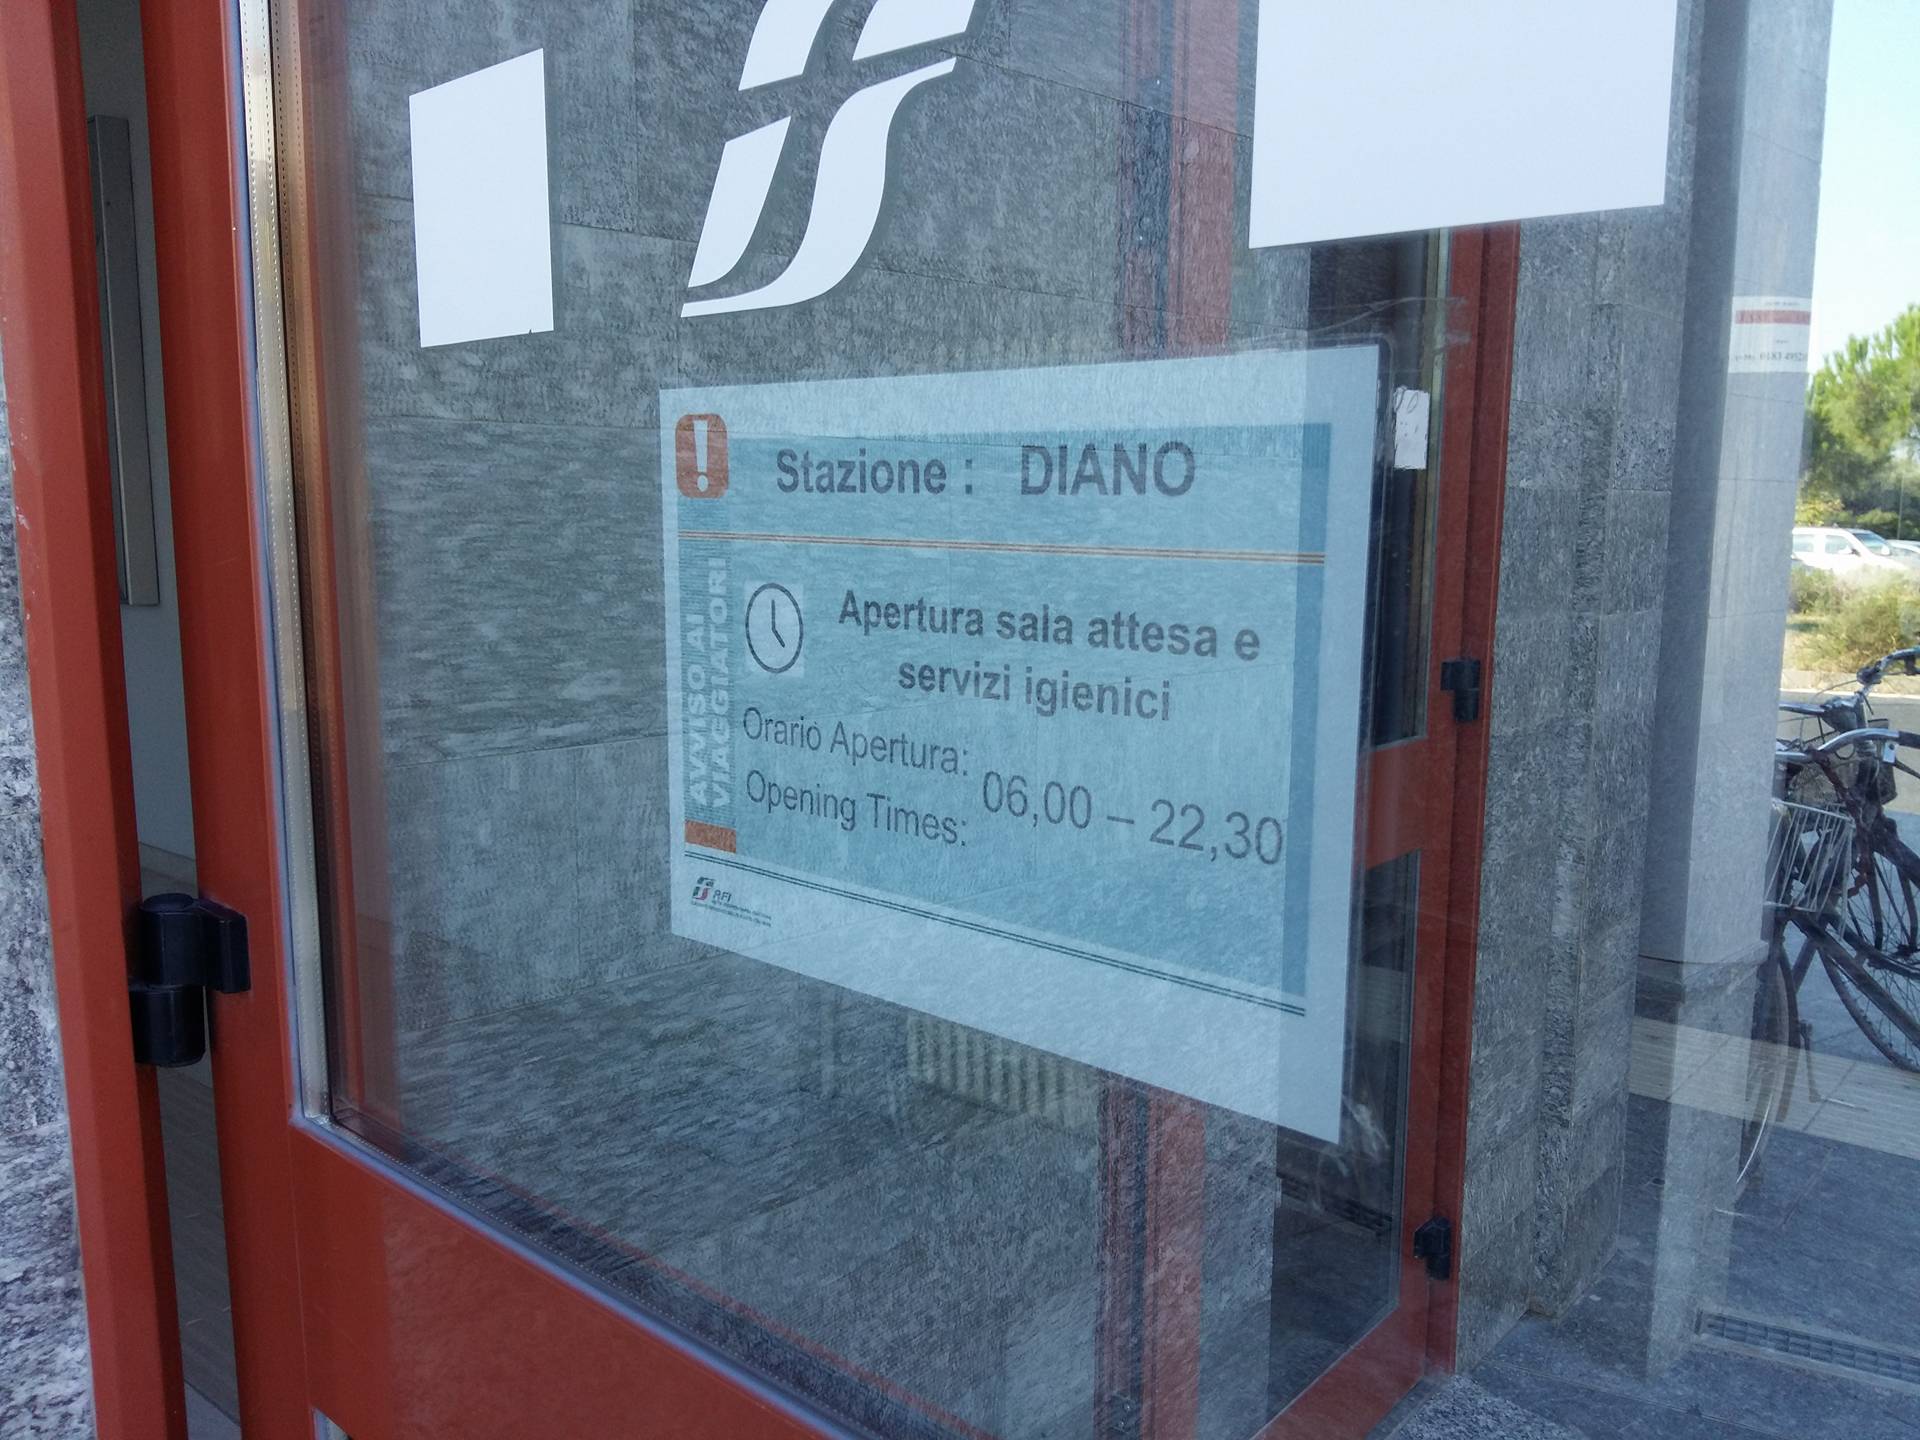 Stazione : DIANO
AVVISO AI
VIAGGIATORI
Apertura sala attesa e
servizi igienici
Orario Apertura:
Opening Times:
06,00 – 22,30
RFI